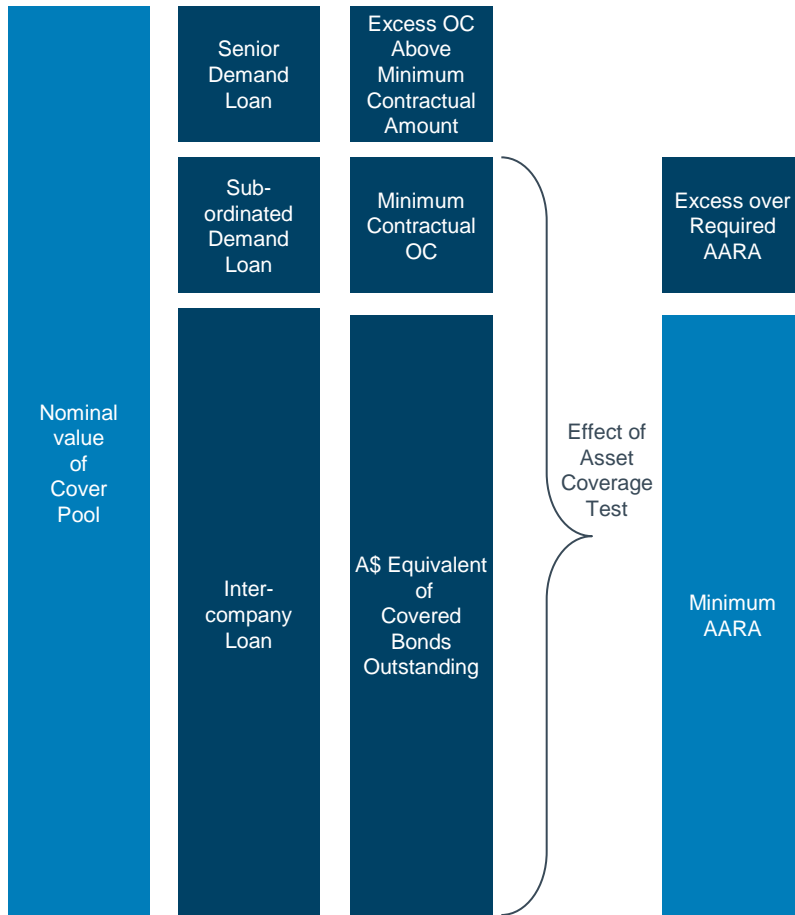 Senior
Demand
Loan
Excess OC
Above
Minimum
Contractual
Amount
Sub-
ordinated
Demand
Loan
Minimum
Contractual
OC
Excess over
Required
AARA
Nominal
value
of
Cover
Pool
Inter-
company
Loan
A$ Equivalent
of
Covered
Bonds
Outstanding
Effect of
Asset
Coverage
Test
Minimum
AARA